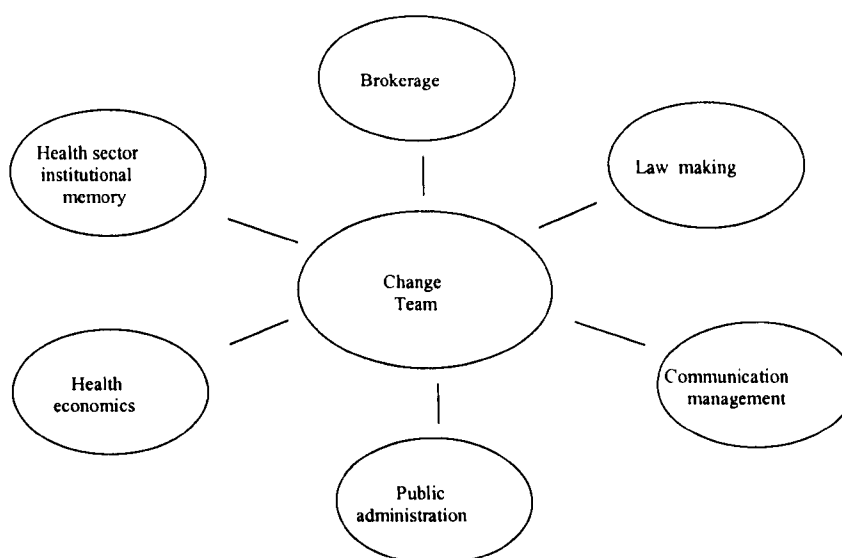 Brokerage
Health sector
institutional
memory
Law making
Change
Team
Health
economics
Communication
management
Public
administration